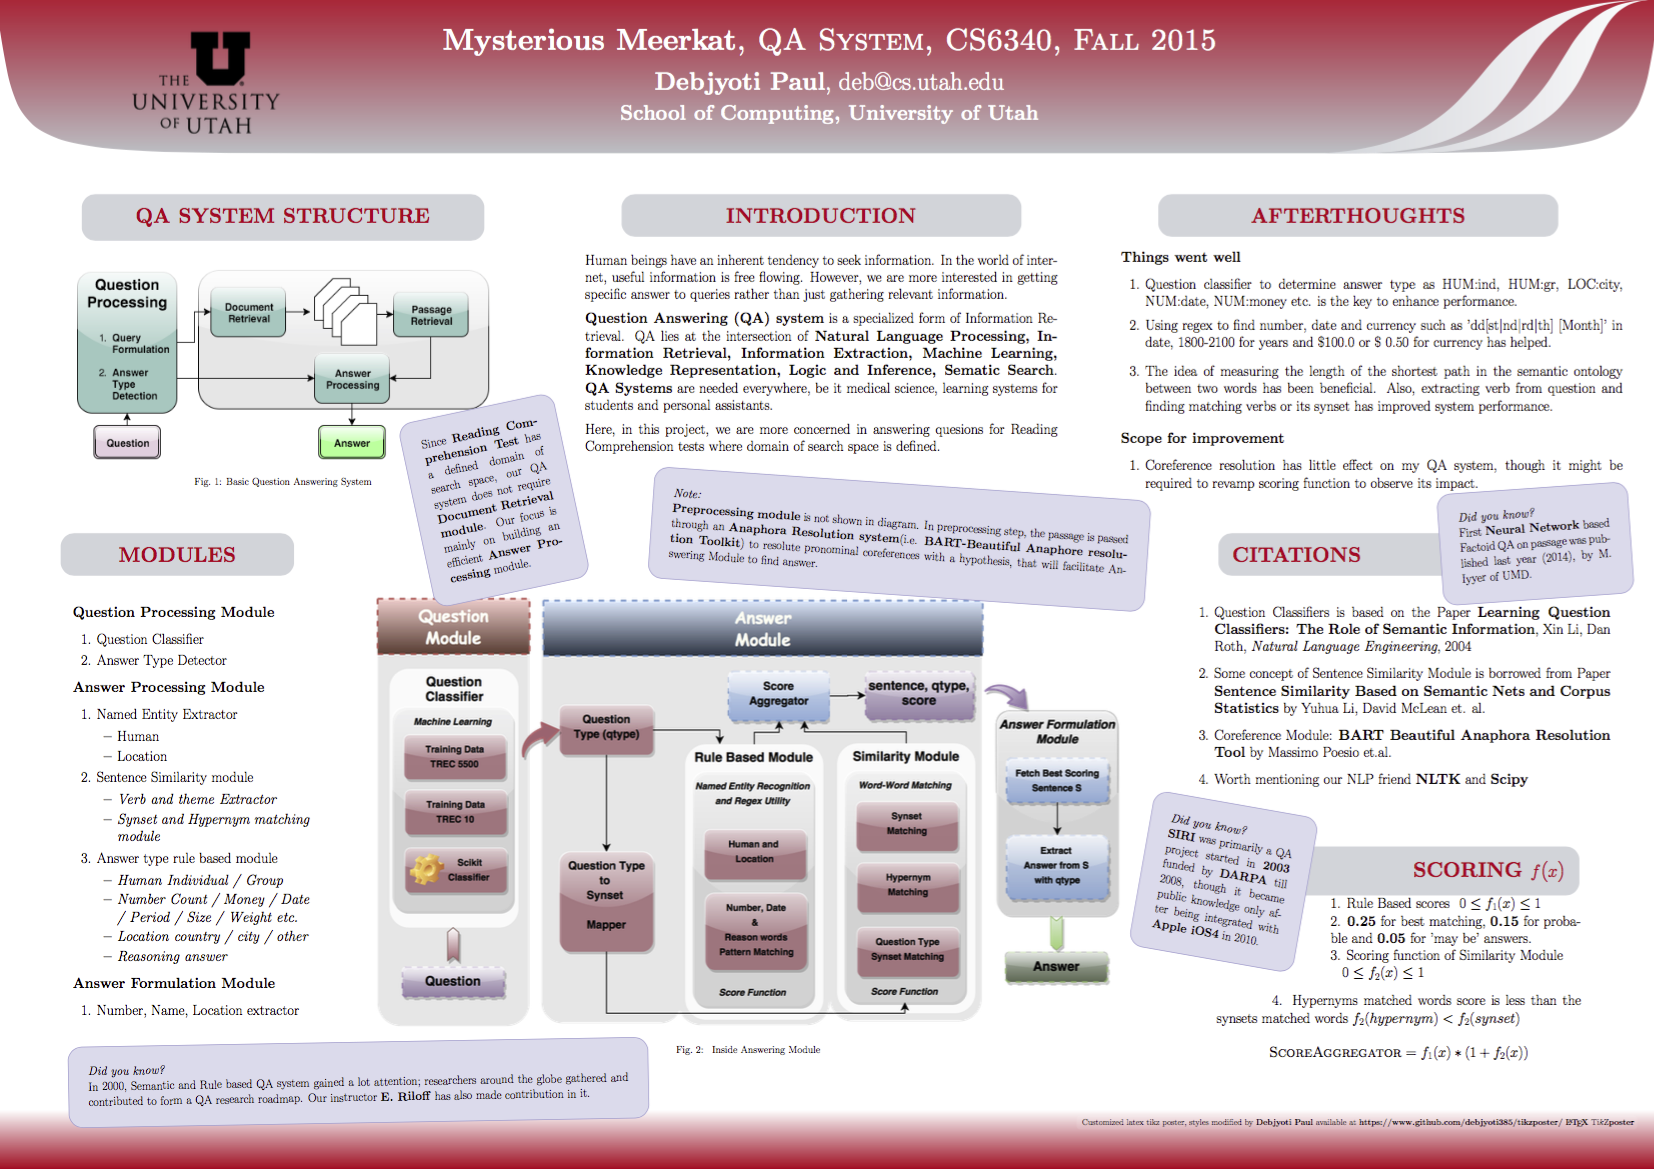 THE
UNIVERSITY
OF UTAH
Mysterious Meerkat, QA System, CS6340, Fall 2015
Debjyoti Paul, deb@cs.utah.edu
School of Computing, University of Utah
QA SYSTEM STRUCTURE
Question
Processing
1. Query
Formulation
2. Answer
Type
Detection
Document
Retrieval
Passage
Retrieval
Answer
Processing
Question
Answer
Fig. 1: Basic Question Answering System
Since Reading Com-
prehension Test has
a defined domain of
search space, our QA
system does not require
Document Retrieval
module. Our focus is
mainly on building an
efficient Answer Pro-
cessing module.
MODULES
Question Processing Module
1. Question Classifier
2. Answer Type Detector
Answer Processing Module
1. Named Entity Extractor
– Human
– Location
2. Sentence Similarity module
– Verb and theme Extractor
– Synset and Hypernym matching
module
3. Answer type rule based module
– Human Individual / Group
– Number Count / Money / Date
/ Period / Size / Weight etc.
– Location country / city / other
– Reasoning answer
Answer Formulation Module
1. Number, Name, Location extractor
Did you know?
In 2000, Semantic and Rule based QA system gained a lot attention; researchers around the globe gathered and
contributed to form a QA research roadmap. Our instructor E. Riloff has also made contribution in it.
INTRODUCTION
Human beings have an inherent tendency to seek information. In the world of inter-
net, useful information is free flowing. However, we are more interested in getting
specific answer to queries rather than just gathering relevant information.
Question Answering (QA) system is a specialized form of Information Re-
trieval. QA lies at the intersection of Natural Language Processing, In-
formation Retrieval, Information Extraction, Machine Learning,
Knowledge Representation, Logic and Inference, Sematic Search.
QA Systems are needed everywhere, be it medical science, learning systems for
students and personal assistants.
Here, in this project, we are more concerned in answering quesions for Reading
Comprehension tests where domain of search space is defined.
Note:
Preprocessing module is not shown in diagram. In preprocessing step, the passage is passed
through an Anaphora Resolution system(i.e. BART-Beautiful Anaphore resolu-
tion Toolkit) to resolute pronominal coreferences with a hypothesis, that will facilitate An-
swering Module to find answer.
Question
Module
Question
Classifier
Machine Learning
Training Data
TREC 5500
Training Data
TREC 10
Scikit
Classifier
Question
Answer
Module
Question
Type (qtype)
Question Type
to
Synset
Mapper
Score
Aggregator
sentence, qtype,
score
Rule Based Module
Named Entity Recognition
and Regex Utility
Human and
Location
Number, Date
&
Reason words
Pattern Matching
Score Function
Similarity Module
Word-Word Matching
Synset
Matching
Hypernym
Matching
Question Type
Synset Matching
Score Function
Answer Formulation
Module
Fetch Best Scoring
Sentence S
Extract
Answer from S
with qtype
Answer
Fig. 2: Inside Answering Module
AFTERTHOUGHTS
Things went well
1. Question classifier to determine answer type as HUM:ind, HUM:gr, LOC:city,
NUM:date, NUM:money etc. is the key to enhance performance.
2. Using regex to find number, date and currency such as 'dd[st|nd|rd|th] [Month]' in
date, 1800-2100 for years and $100.0 or $ 0.50 for currency has helped.
3. The idea of measuring the length of the shortest path in the semantic ontology
between two words has been beneficial. Also, extracting verb from question and
finding matching verbs or its synset has improved system performance.
Scope for improvement
1. Coreference resolution has little effect on my QA system, though it might be
required to revamp scoring function to observe its impact.
Did you know?
First Neural Network based
Factoid QA on passage was pub-
lished last year (2014), by M.
Iyyer of UMD.
CITATIONS
1. Question Classifiers is based on the Paper Learning Question
Classifiers: The Role of Semantic Information, Xin Li, Dan
Roth, Natural Language Engineering, 2004
2. Some concept of Sentence Similarity Module is borrowed from Paper
Sentence Similarity Based on Semantic Nets and Corpus
Statistics by Yuhua Li, David McLean et. al.
3. Coreference Module: BART Beautiful Anaphora Resolution
Tool by Massimo Poesio et.al.
4. Worth mentioning our NLP friend NLTK and Scipy
Did you know?
SIRI was primarily a QA
project started in 2003
funded by DARPA till
2008, though it became
public knowledge only af-
ter being integrated with
Apple iOS4 in 2010.
SCORING f(x)
1. Rule Based scores 0 ≤ f₁(x) ≤ 1
2. 0.25 for best matching, 0.15 for proba-
ble and 0.05 for 'may be' answers.
3. Scoring function of Similarity Module
0 ≤ f₂(x) ≤ 1
4. Hypernyms matched words score is less than the
synsets matched words f₂(hypernym) < f₂(synset)
ScoreAggregator = f₁(x) ∗ (1 + f₂(x))
Customized latex tikz poster, styles modified by Debjyoti Paul available at https://www.github.com/debjyoti385/tikzposter/ LATEX TikZposter